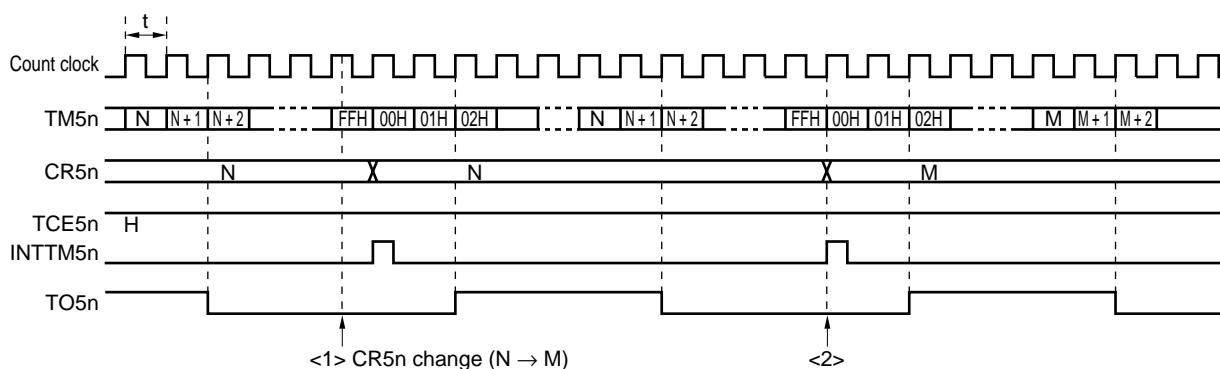 t
Count clock
TM5n N N + 1 N + 2 FFH 00H 01H 02H N N + 1 N + 2 FFH 00H 01H 02H M M + 1 M + 2
CR5n N N M
TCE5n H
INTTM5n
TO5n
<1> CR5n change (N → M) <2>